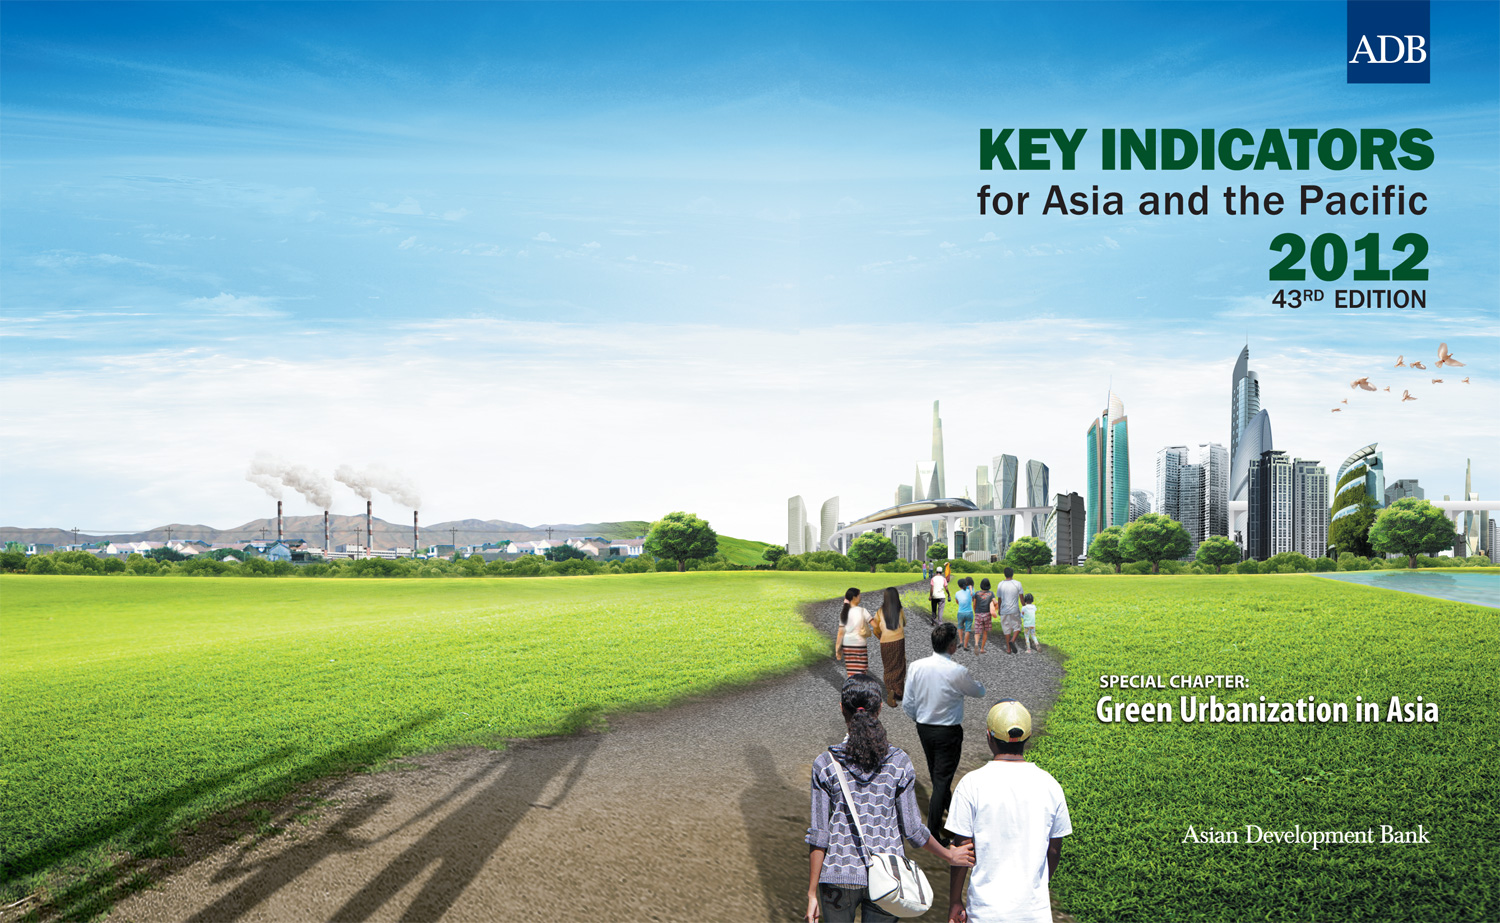 ADB
KEY INDICATORS
for Asia and the Pacific
2012
43RD EDITION
SPECIAL CHAPTER:
Green Urbanization in Asia
Asian Development Bank